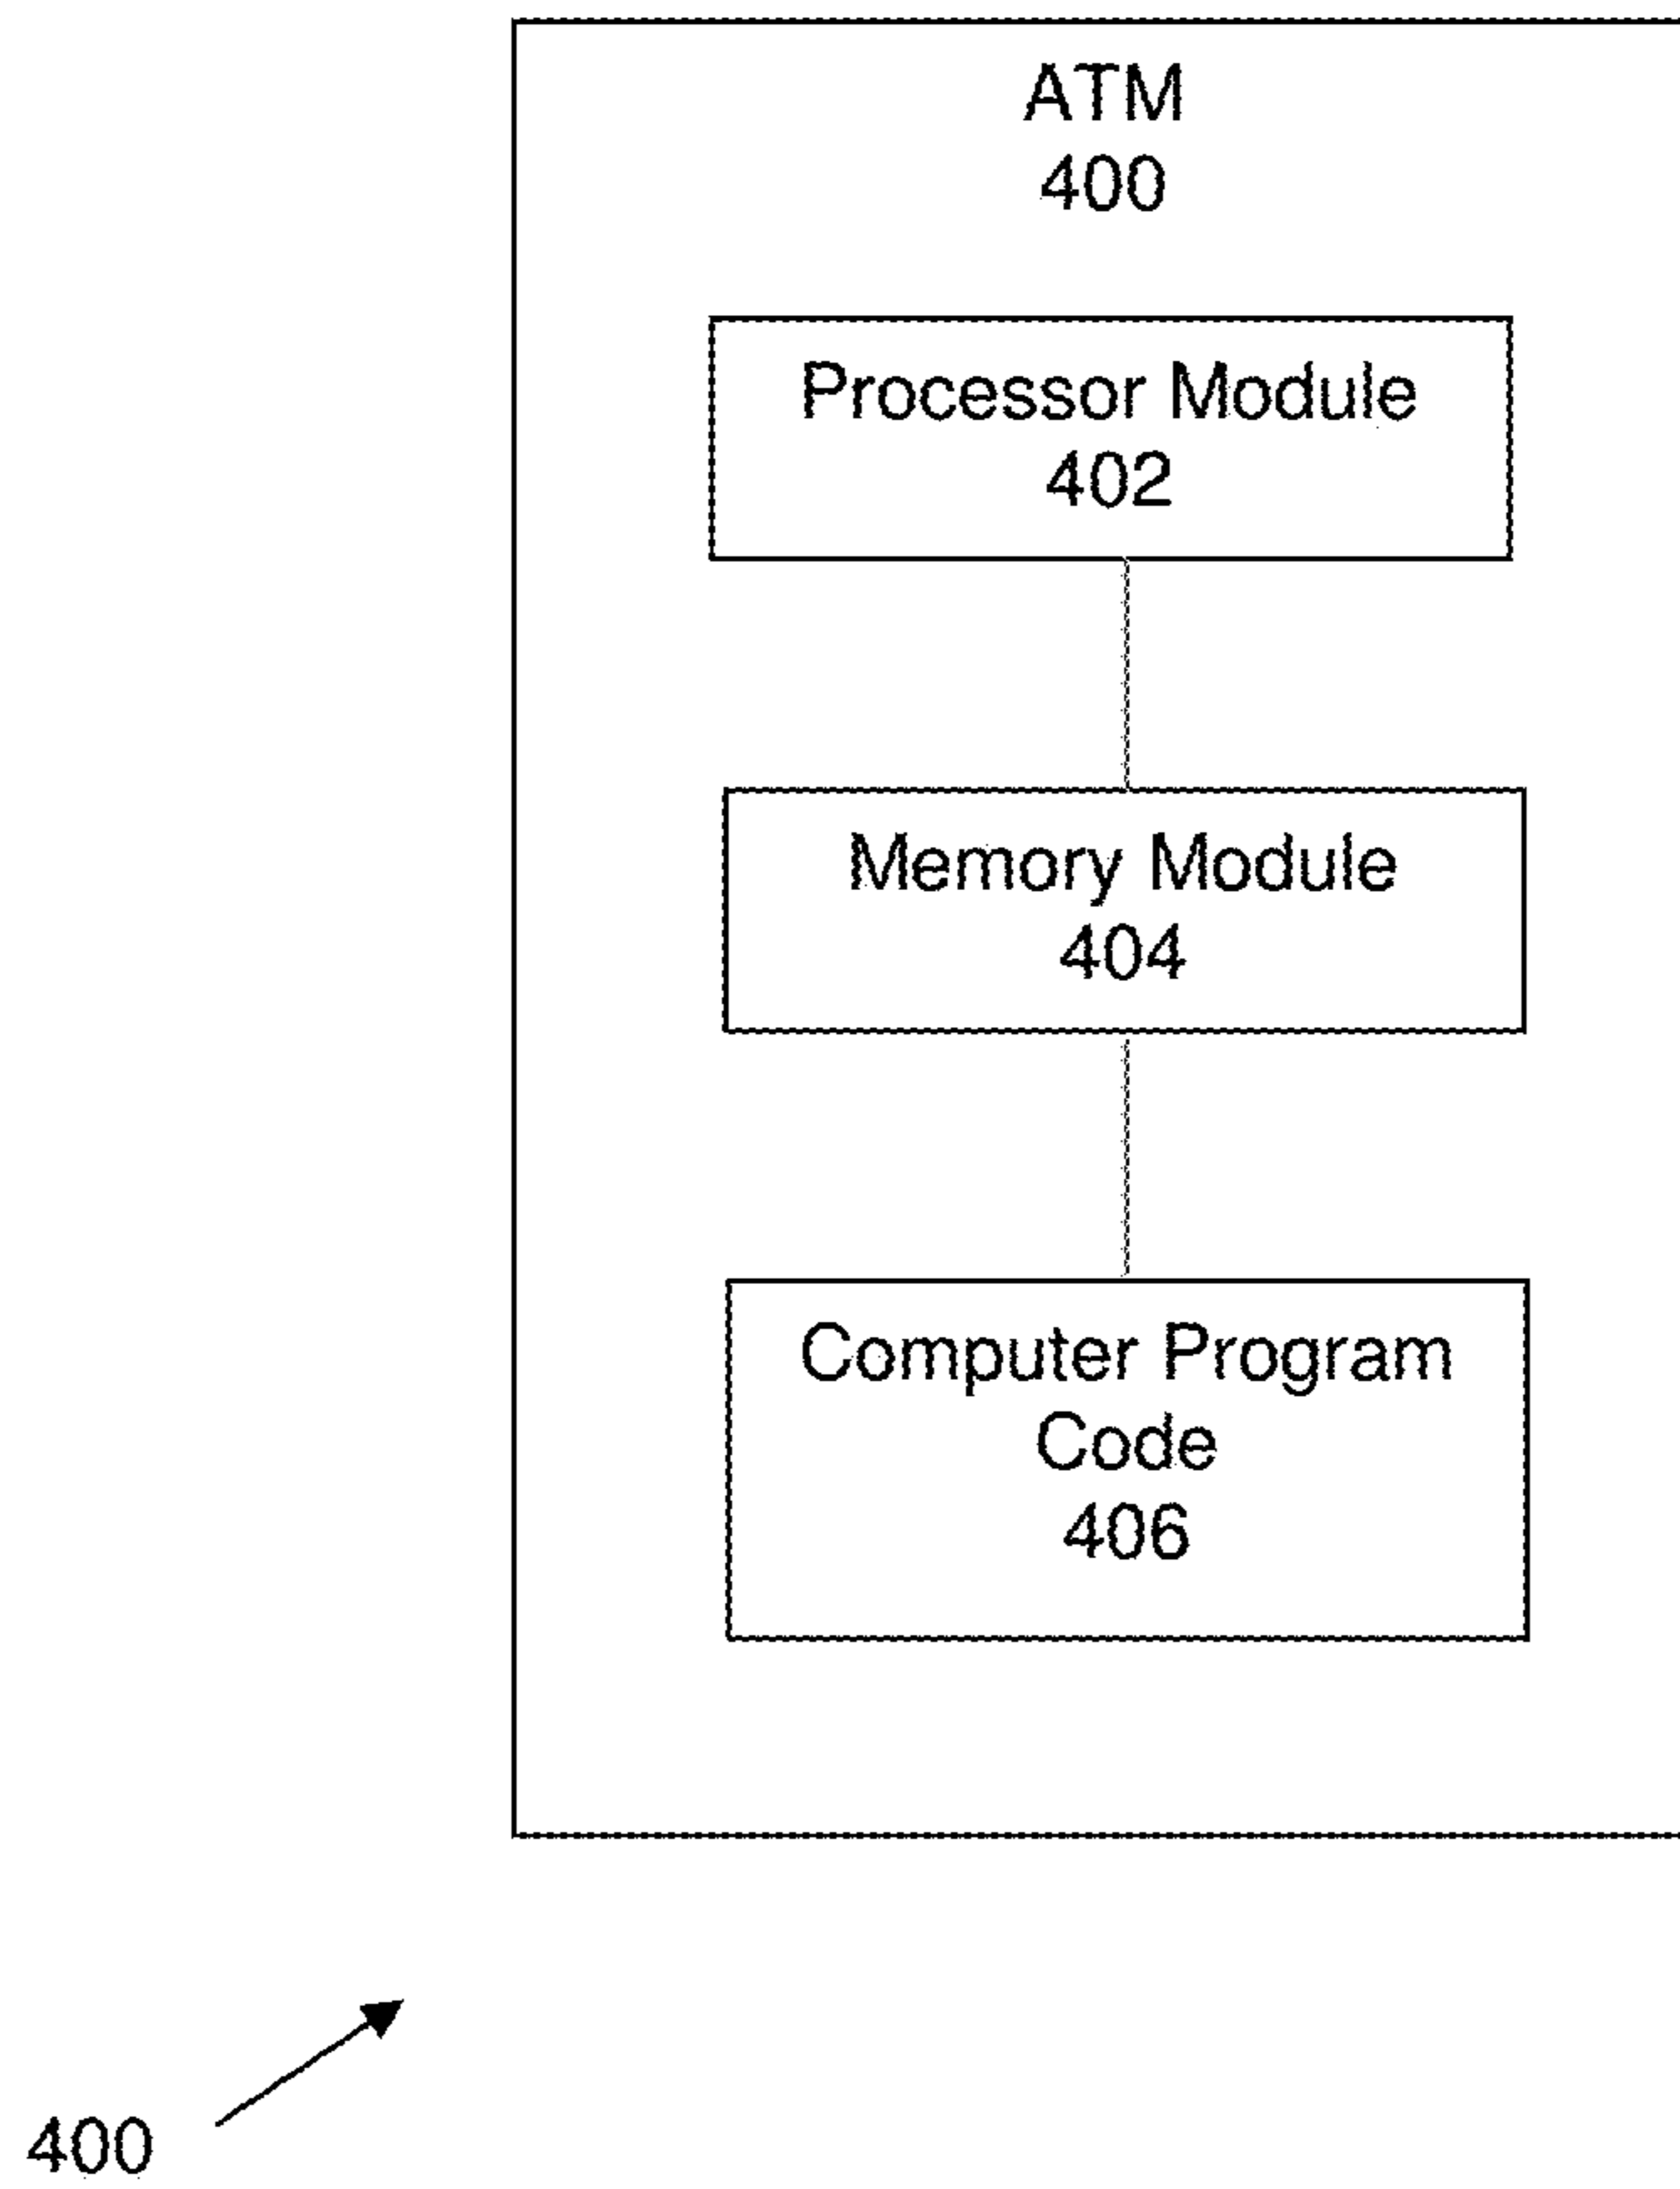 ATM
400
Processor Module
402
Memory Module
404
Computer Program
Code
406
400